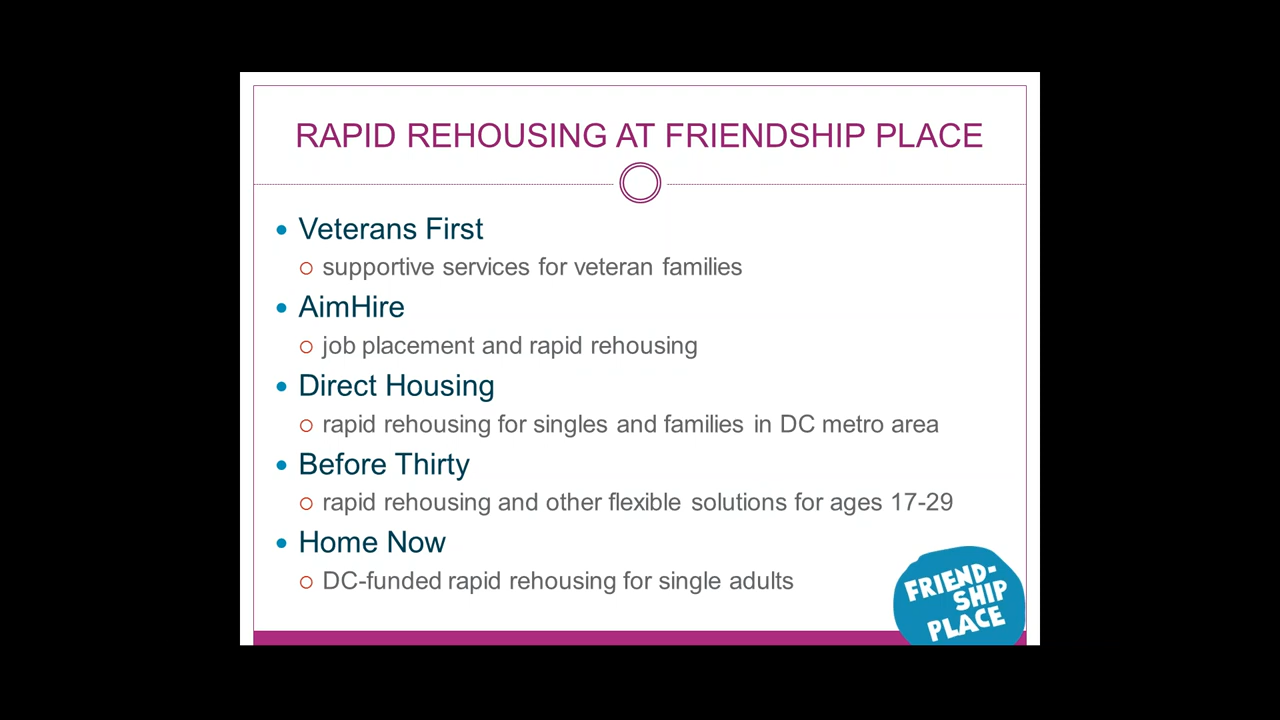 RAPID REHOUSING AT FRIENDSHIP PLACE
• Veterans First
○ supportive services for veteran families
• AimHire
○ job placement and rapid rehousing
• Direct Housing
○ rapid rehousing for singles and families in DC metro area
• Before Thirty
○ rapid rehousing and other flexible solutions for ages 17-29
• Home Now
○ DC-funded rapid rehousing for single adults
FRIEND-
SHIP
PLACE